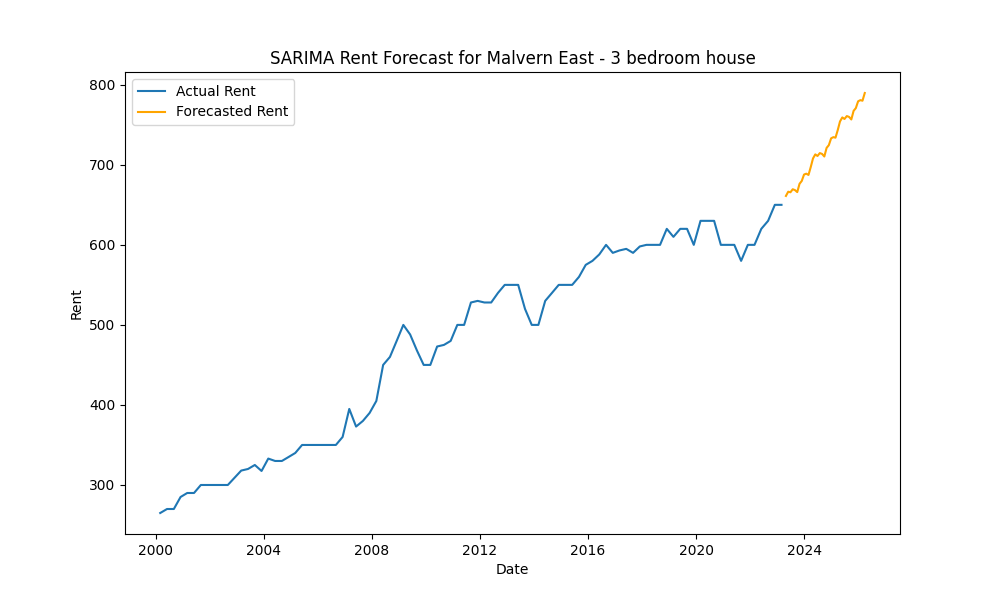 SARIMA Rent Forecast for Malvern East - 3 bedroom house
Actual Rent
Forecasted Rent
800
700
600
500
400
300
Rent
2000 2004 2008 2012 2016 2020 2024
Date